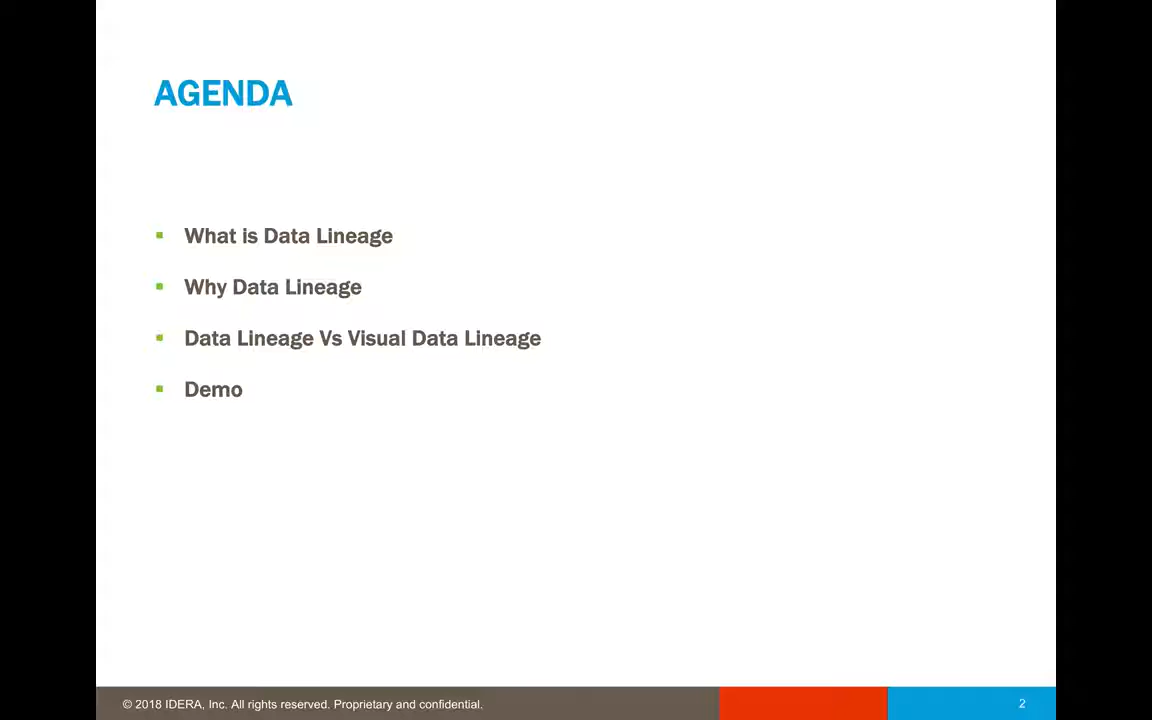 AGENDA
What is Data Lineage
Why Data Lineage
Data Lineage Vs Visual Data Lineage
Demo
© 2018 IDERA, Inc. All rights reserved. Proprietary and confidential.
2